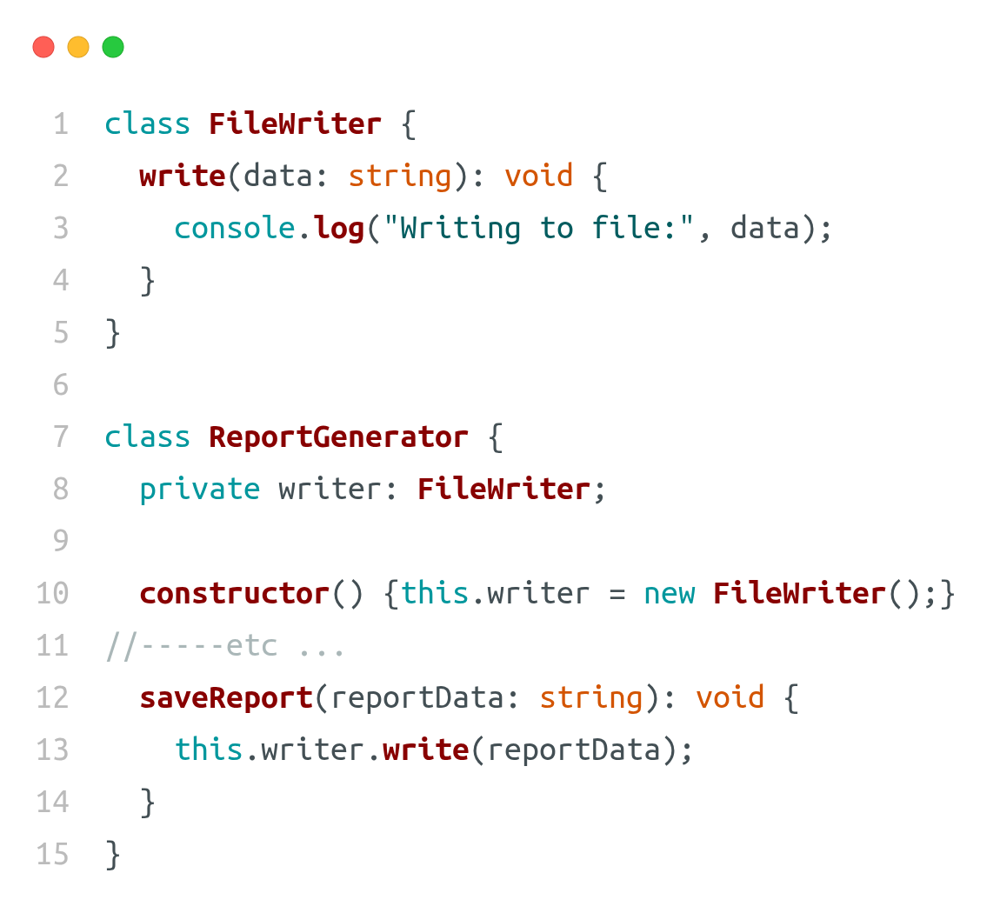 1 class FileWriter {
2   write(data: string): void {
3     console.log("Writing to file:", data);
4   }
5 }
6
7 class ReportGenerator {
8   private writer: FileWriter;
9
10   constructor() {this.writer = new FileWriter();}
11 //-----etc ...
12   saveReport(reportData: string): void {
13     this.writer.write(reportData);
14   }
15 }